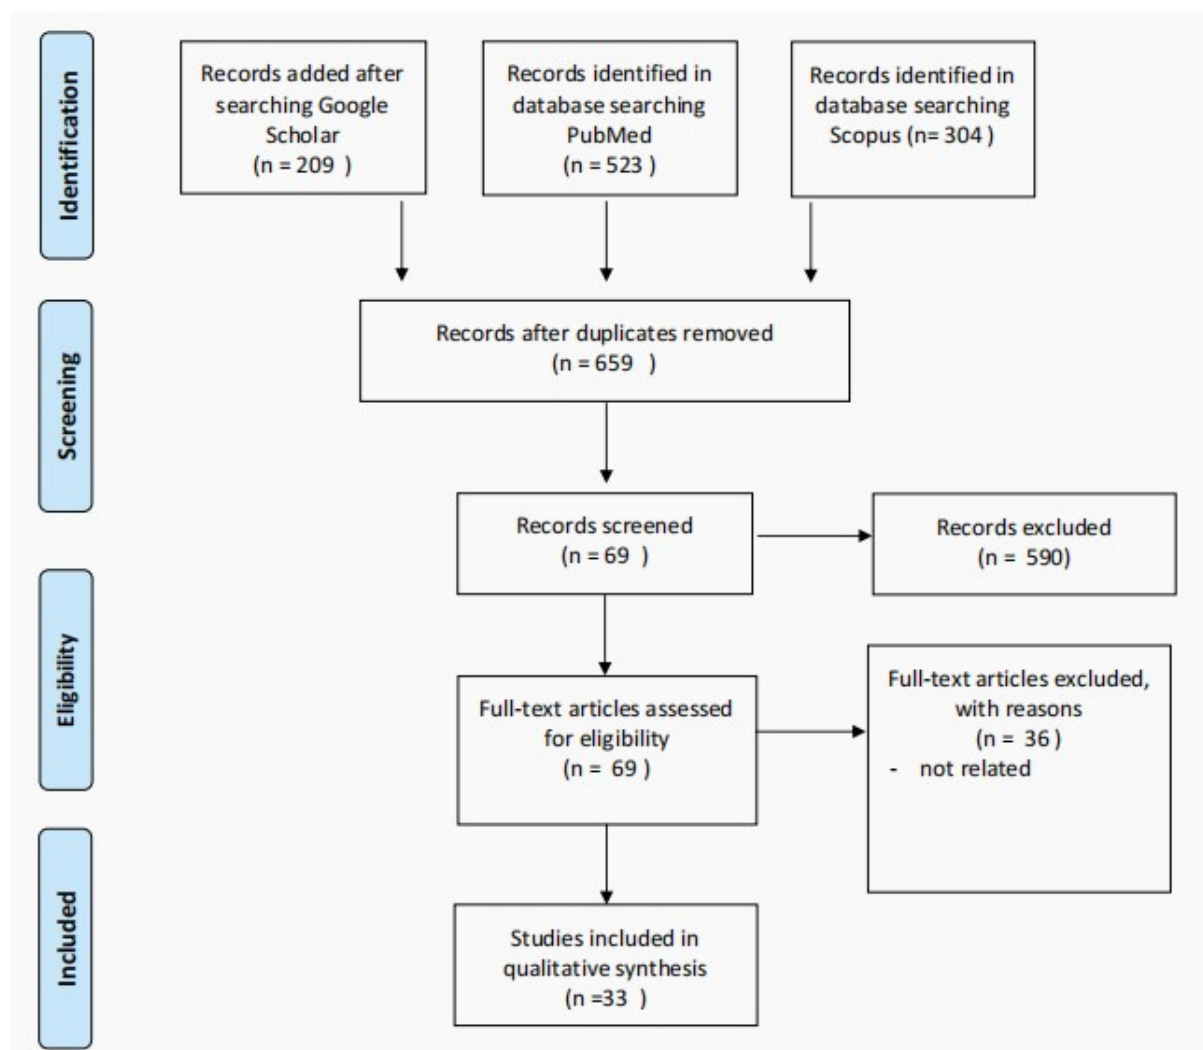 Identification
Records added after
searching Google
Scholar
(n = 209 )
Records identified in
database searching
PubMed
(n = 523 )
Records identified in
database searching
Scopus (n= 304 )
Screening
Records after duplicates removed
(n = 659 )
Records screened
(n = 69 )
Records excluded
(n = 590)
Eligibility
Full-text articles assessed
for eligibility
(n = 69 )
Full-text articles excluded,
with reasons
(n = 36 )
- not related
Included
Studies included in
qualitative synthesis
(n =33 )